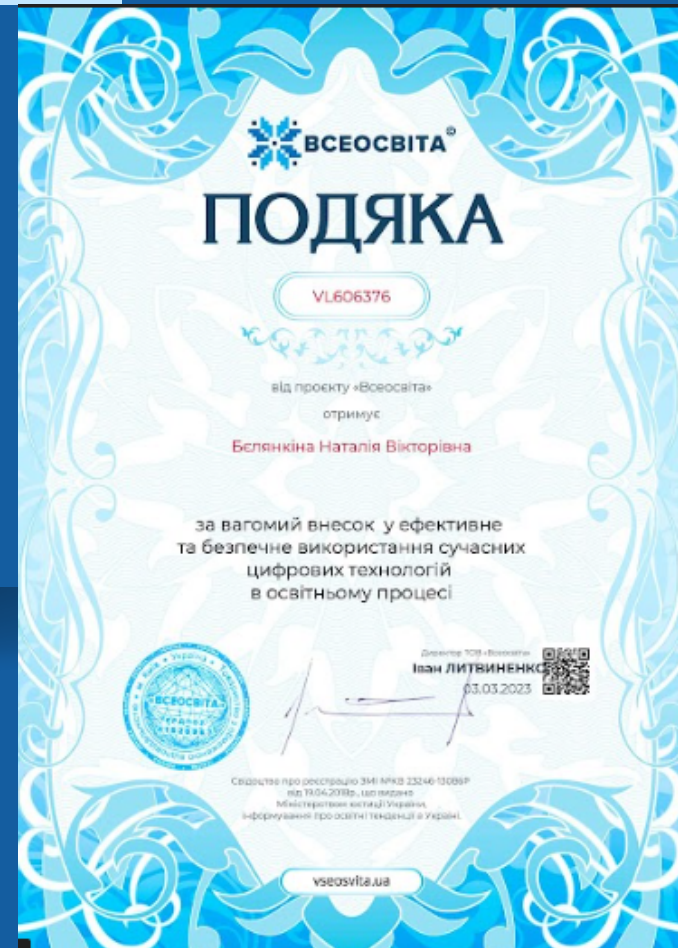 ВСЕОСВІТА
ПОДЯКА
VL606376
від проєкту «Всеосвіта»
отримує
Бєлянкіна Наталія Вікторівна
за вагомий внесок у ефективне
та безпечне використання сучасних
цифрових технологій
в освітньому процесі
Директор ТОВ «Всеосвіта»
Іван ЛИТВИНЕНКО
03.03.2023
«ВСЕОСВІТА»
Свідоцтво про реєстрацію ЗМІ №КВ 23246-13086Р
від 19.04.2018р., що видано
Міністерством юстиції України,
інформування про освітні тенденції в Україні.
vseosvita.ua